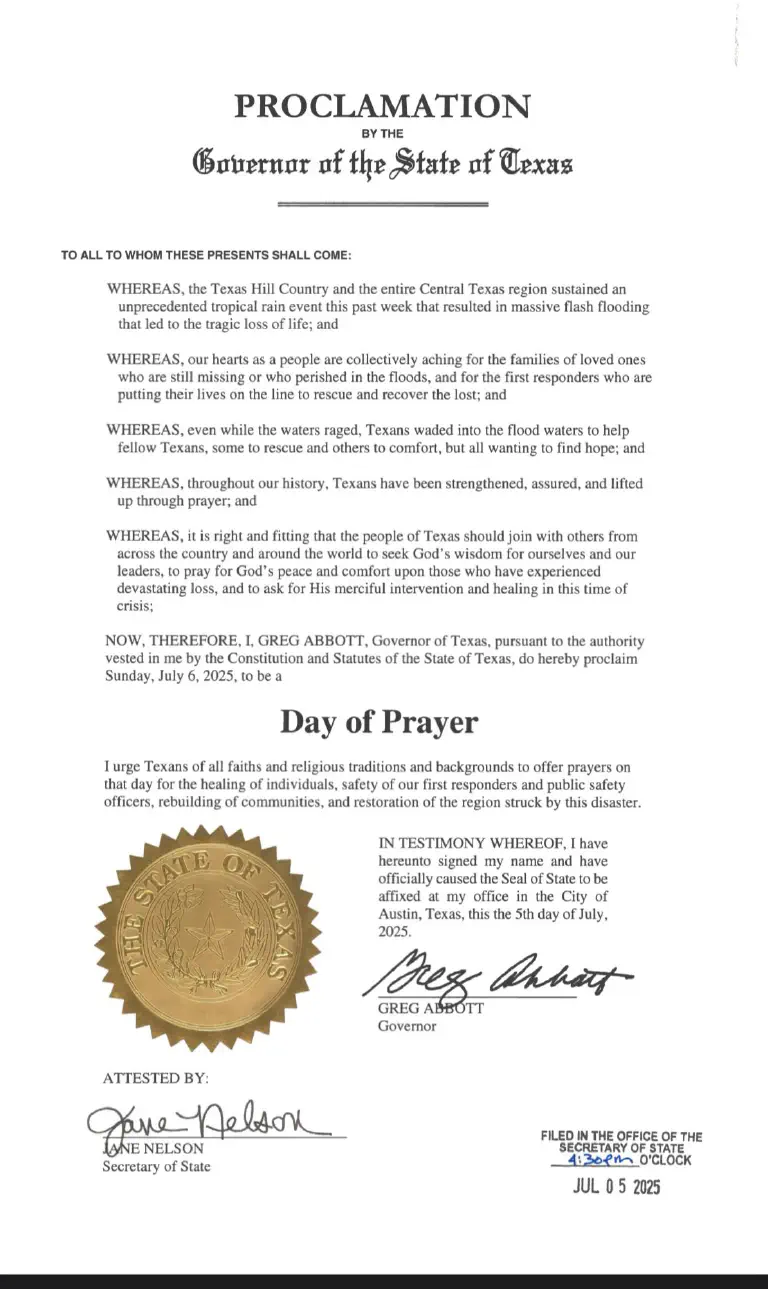 PROCLAMATION
BY THE
Governor of the State of Texas
TO ALL TO WHOM THESE PRESENTS SHALL COME:
WHEREAS, the Texas Hill Country and the entire Central Texas region sustained an
unprecedented tropical rain event this past week that resulted in massive flash flooding
that led to the tragic loss of life; and
WHEREAS, our hearts as a people are collectively aching for the families of loved ones
who are still missing or who perished in the floods, and for the first responders who are
putting their lives on the line to rescue and recover the lost; and
WHEREAS, even while the waters raged, Texans waded into the flood waters to help
fellow Texans, some to rescue and others to comfort, but all wanting to find hope; and
WHEREAS, throughout our history, Texans have been strengthened, assured, and lifted
up through prayer; and
WHEREAS, it is right and fitting that the people of Texas should join with others from
across the country and around the world to seek God's wisdom for ourselves and our
leaders, to pray for God's peace and comfort upon those who have experienced
devastating loss, and to ask for His merciful intervention and healing in this time of
crisis;
NOW, THEREFORE, I, GREG ABBOTT, Governor of Texas, pursuant to the authority
vested in me by the Constitution and Statutes of the State of Texas, do hereby proclaim
Sunday, July 6, 2025, to be a
Day of Prayer
I urge Texans of all faiths and religious traditions and backgrounds to offer prayers on
that day for the healing of individuals, safety of our first responders and public safety
officers, rebuilding of communities, and restoration of the region struck by this disaster.
THE STATE OF TEXAS
IN TESTIMONY WHEREOF, I have
hereunto signed my name and have
officially caused the Seal of State to be
affixed at my office in the City of
Austin, Texas, this the 5th day of July,
2025.
Greg Abbott
GREG ABBOTT
Governor
ATTESTED BY:
Jane Nelson
JANE NELSON
Secretary of State
FILED IN THE OFFICE OF THE
SECRETARY OF STATE
4:30pm O'CLOCK
JUL 05 2025